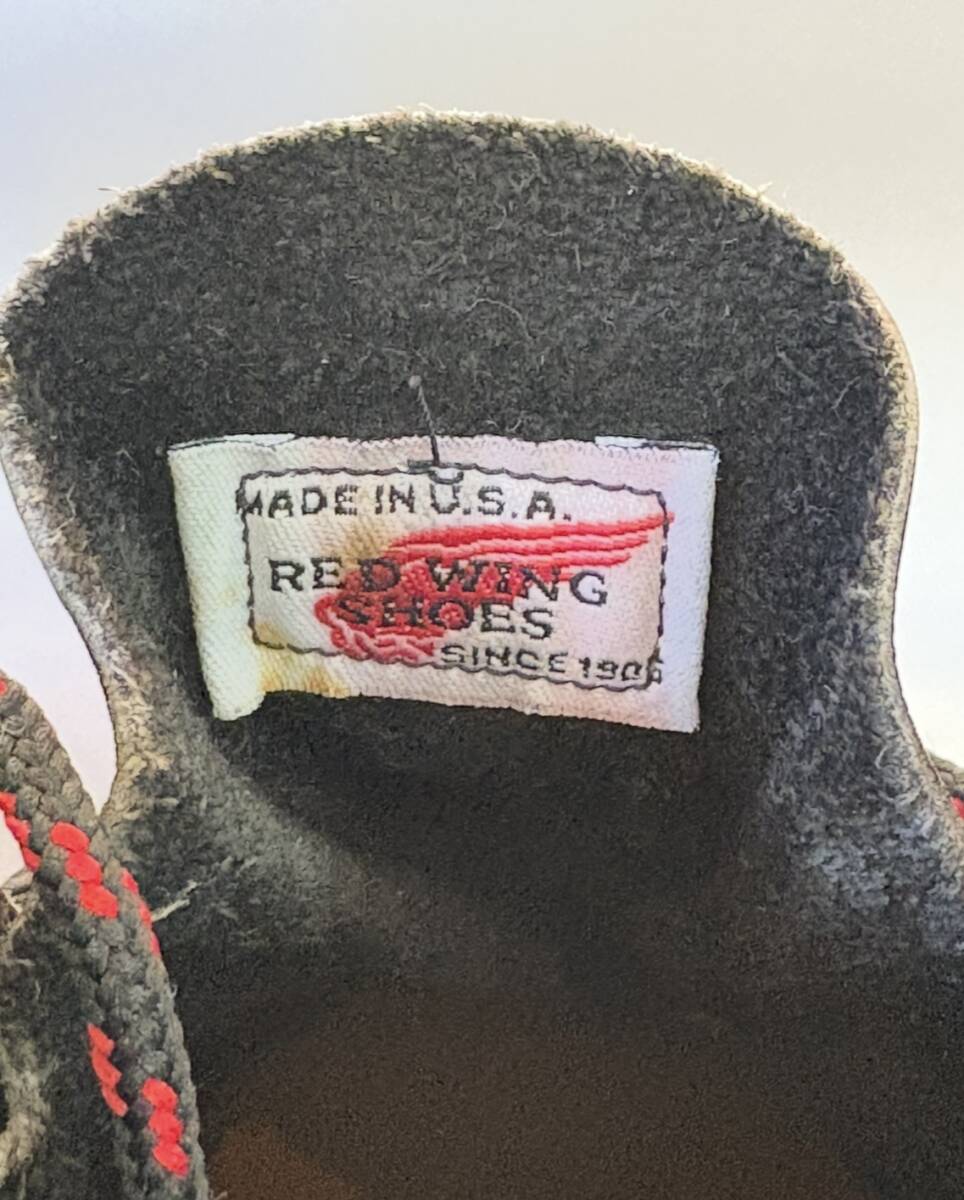 MADE IN U.S.A.
RED WING
SHOES
SINCE 1905